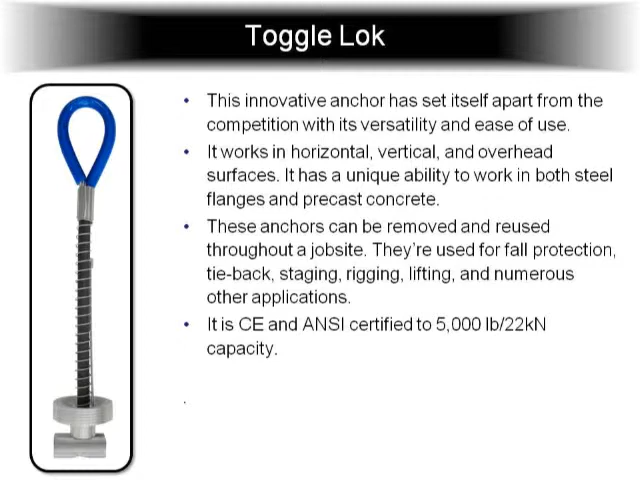 Toggle Lok
• This innovative anchor has set itself apart from the
competition with its versatility and ease of use.
• It works in horizontal, vertical, and overhead
surfaces. It has a unique ability to work in both steel
flanges and precast concrete.
• These anchors can be removed and reused
throughout a jobsite. They're used for fall protection,
tie-back, staging, rigging, lifting, and numerous
other applications.
• It is CE and ANSI certified to 5,000 lb/22kN
capacity.
.